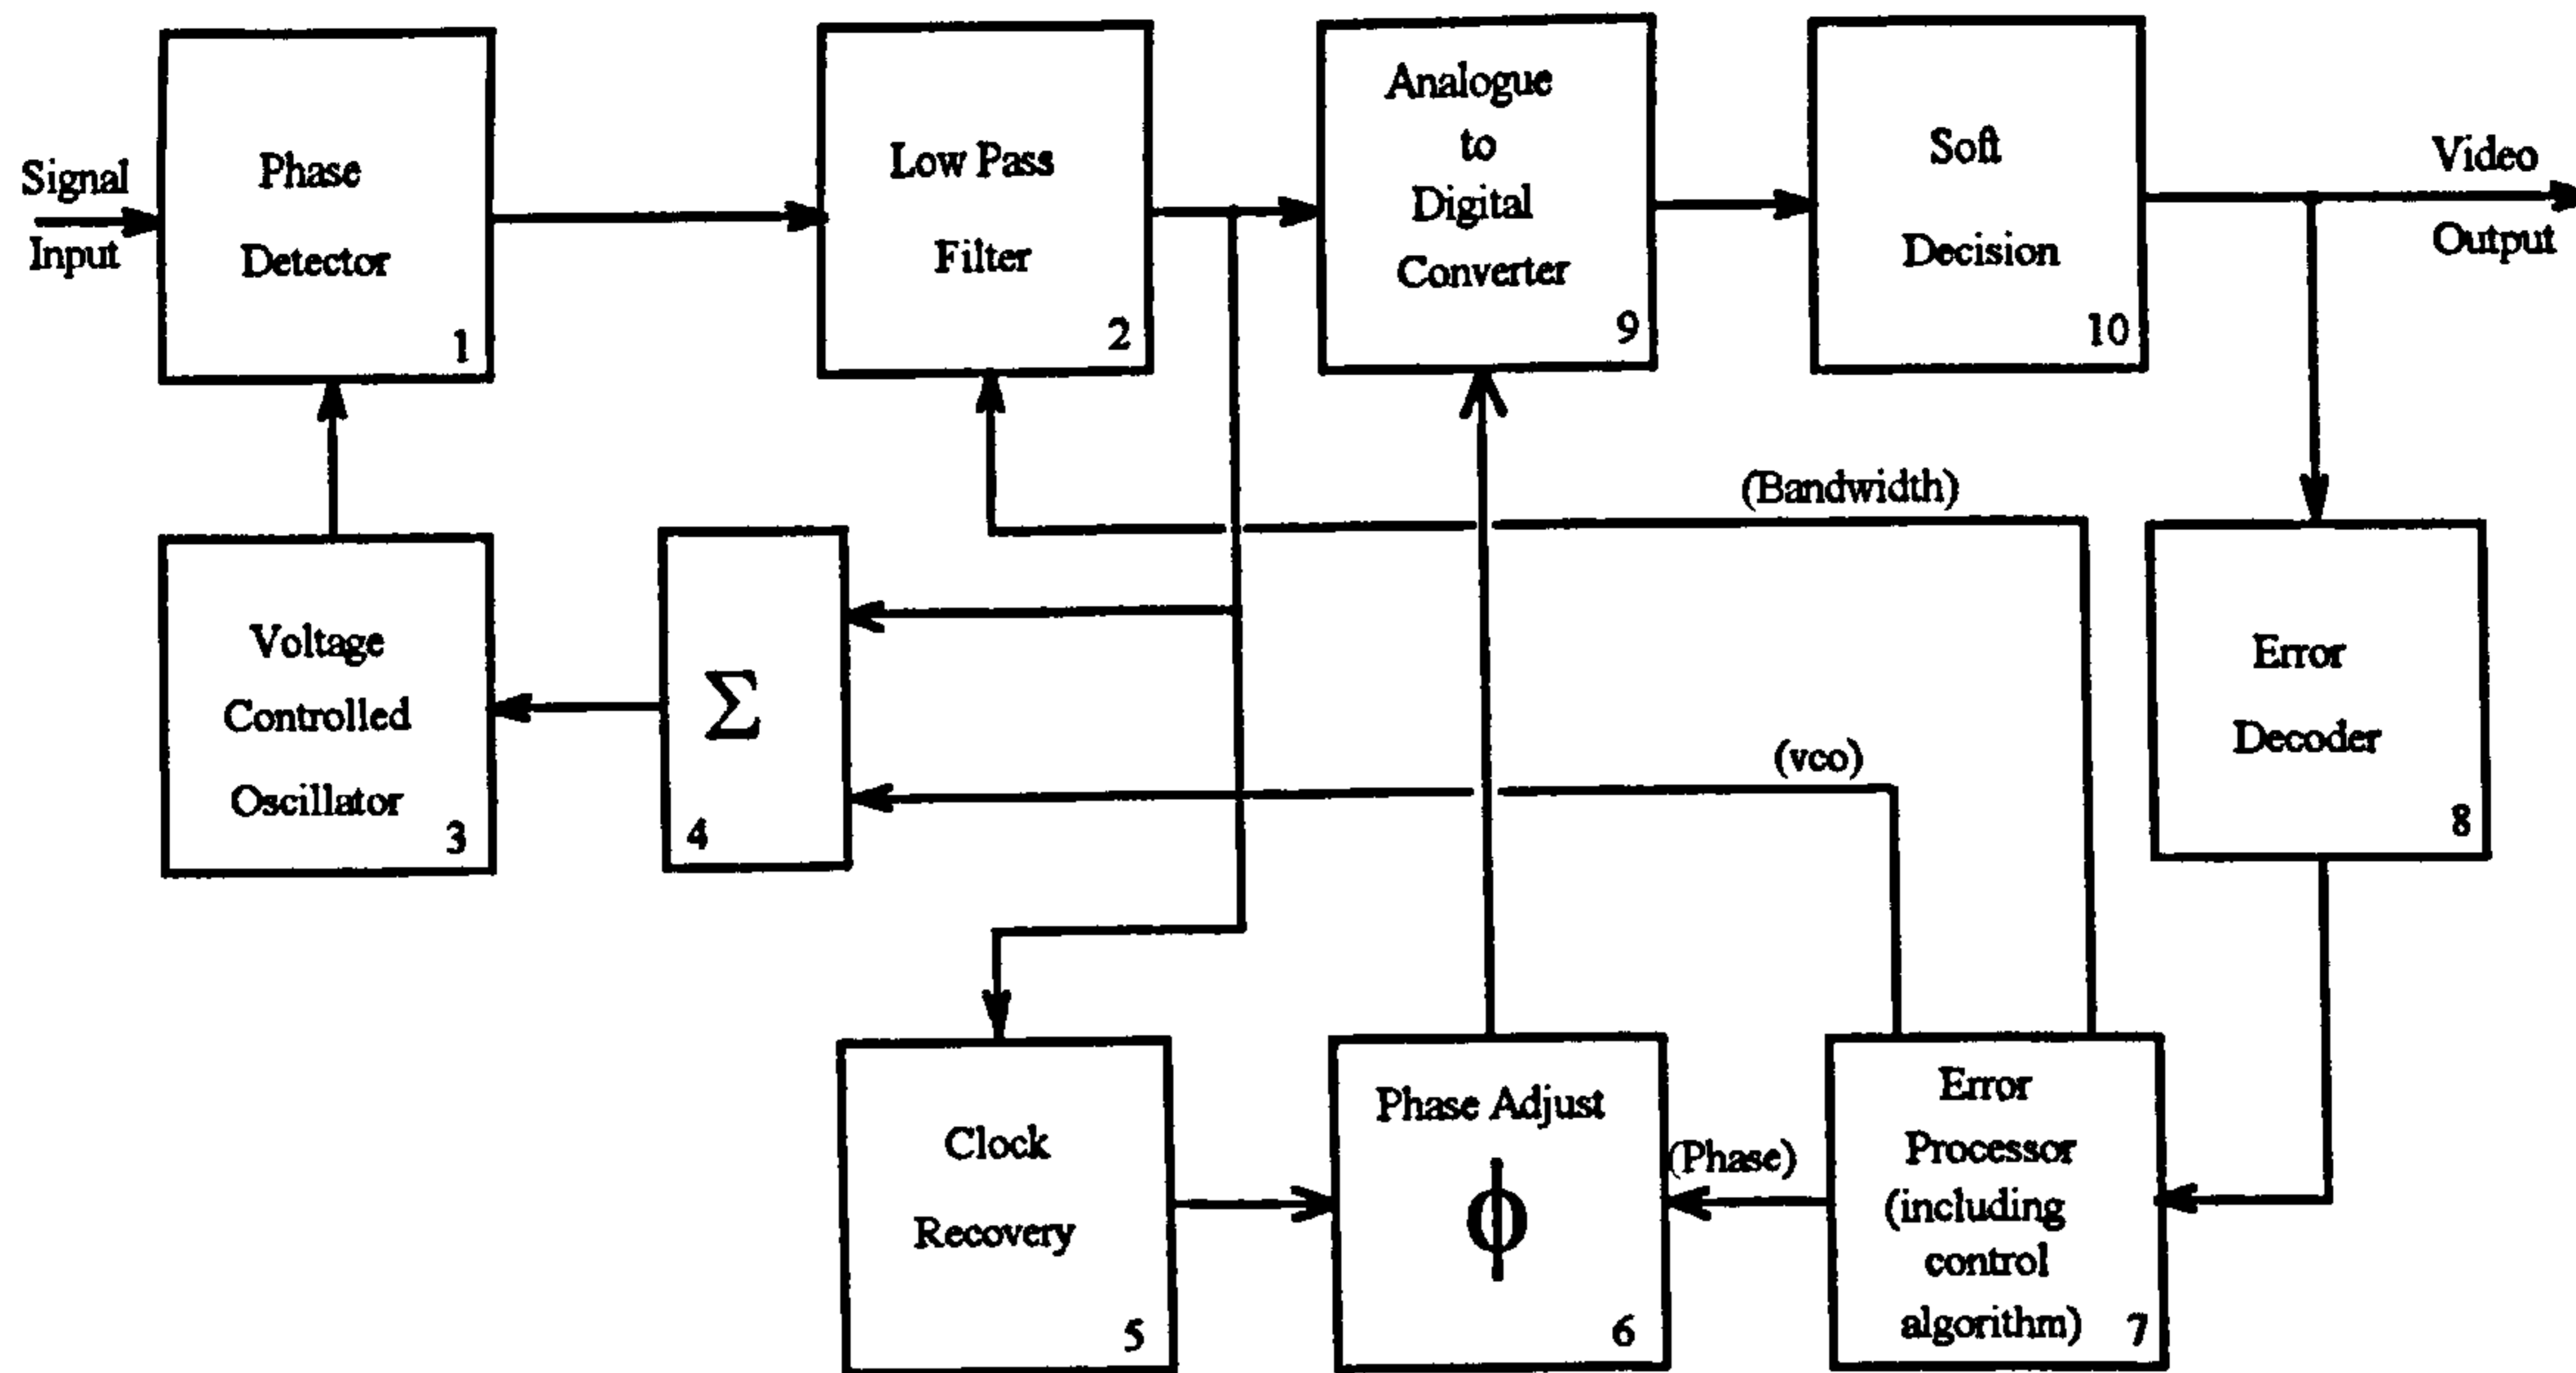 Signal
Input
Phase
Detector
1
Low Pass
Filter
2
Analogue
to
Digital
Converter
9
Soft
Decision
10
Video
Output
(Bandwidth)
Voltage
Controlled
Oscillator
3
Σ
4
(vco)
Error
Decoder
8
Clock
Recovery
5
Phase Adjust
ϕ
6
(Phase)
Error
Processor
(including
control
algorithm)
7